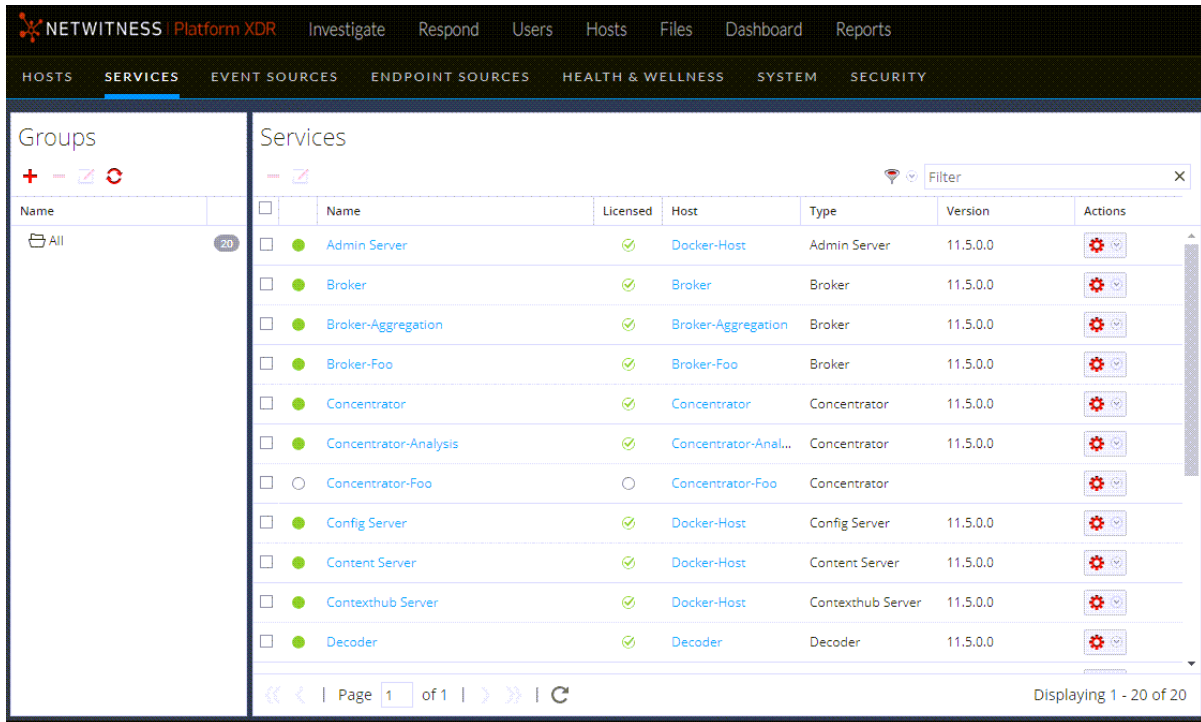 NETWITNESS | Platform XDR Investigate Respond Users Hosts Files Dashboard Reports
HOSTS SERVICES EVENT SOURCES ENDPOINT SOURCES HEALTH & WELLNESS SYSTEM SECURITY
Groups
Name
All 20
Services
Filter
Name Licensed Host Type Version Actions
Admin Server Docker-Host Admin Server 11.5.0.0
Broker Broker Broker 11.5.0.0
Broker-Aggregation Broker-Aggregation Broker 11.5.0.0
Broker-Foo Broker-Foo Broker 11.5.0.0
Concentrator Concentrator Concentrator 11.5.0.0
Concentrator-Analysis Concentrator-Anal... Concentrator 11.5.0.0
Concentrator-Foo Concentrator-Foo Concentrator
Config Server Docker-Host Config Server 11.5.0.0
Content Server Docker-Host Content Server 11.5.0.0
Contexthub Server Docker-Host Contexthub Server 11.5.0.0
Decoder Decoder Decoder 11.5.0.0
| Page 1 of 1 | | Displaying 1 - 20 of 20